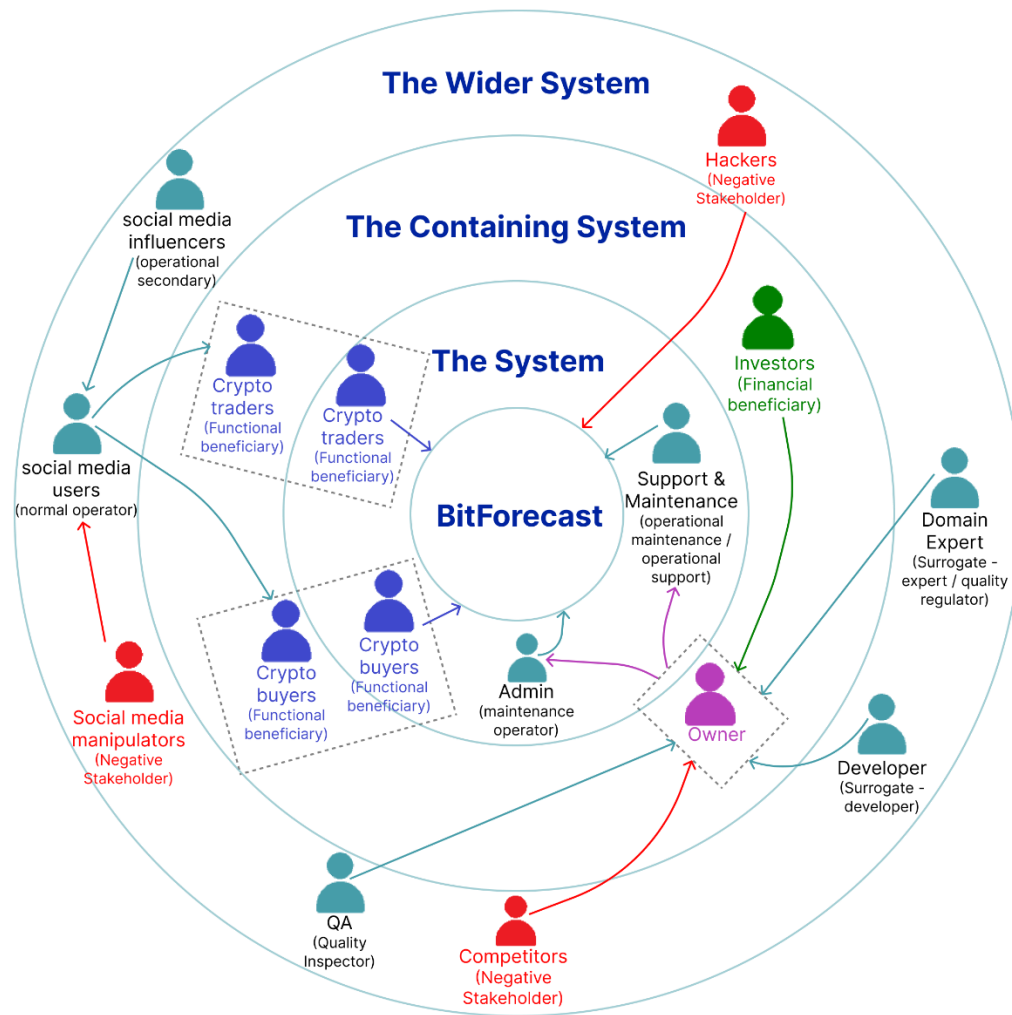 The Wider System
Hackers
(Negative
Stakeholder)
social media
influencers
(operational
secondary)
The Containing System
Investors
(Financial
beneficiary)
The System
Crypto
traders
(Functional
beneficiary)
Crypto
traders
(Functional
beneficiary)
social media
users
(normal operator)
Support &
Maintenance
(operational
maintenance /
operational
support)
BitForecast
Domain
Expert
(Surrogate -
expert / quality
regulator)
Crypto
buyers
(Functional
beneficiary)
Crypto
buyers
(Functional
beneficiary)
Admin
(maintenance
operator)
Owner
Social media
manipulators
(Negative
Stakeholder)
Developer
(Surrogate -
developer)
QA
(Quality
Inspector)
Competitors
(Negative
Stakeholder)